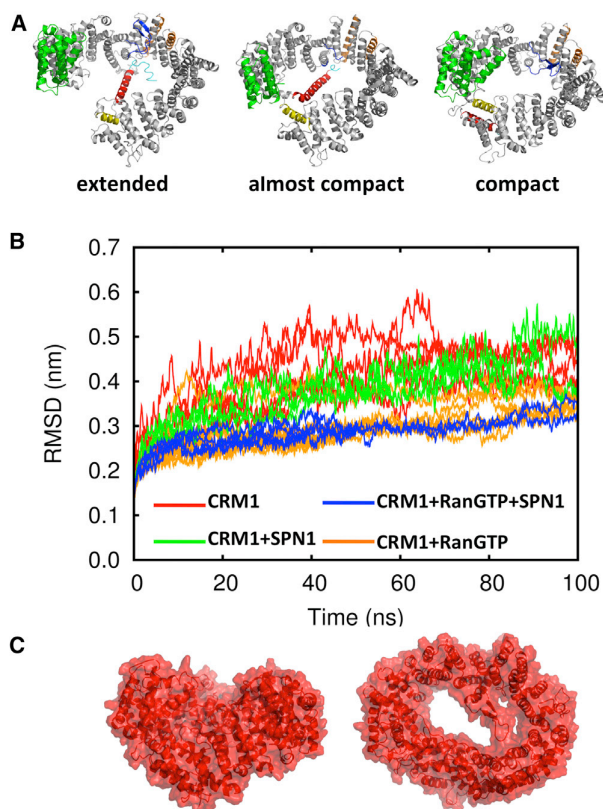 A
extended almost compact compact
B
0.7
0.6
0.5
0.4
0.3
0.2
0.1
0.0
RMSD (nm)
CRM1 CRM1+RanGTP+SPN1
CRM1+SPN1 CRM1+RanGTP
0 20 40 60 80 100
Time (ns)
C